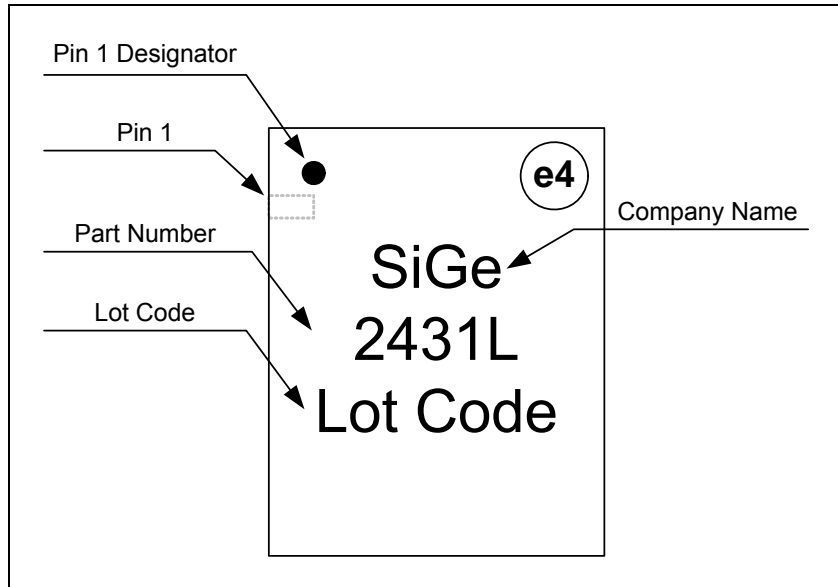 Pin 1 Designator
Pin 1
e4
Company Name
Part Number
SiGe
Lot Code
2431L
Lot Code